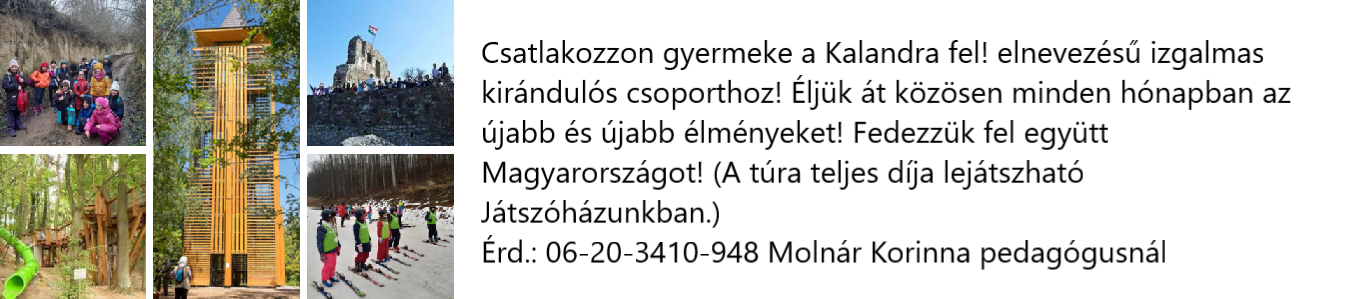 Csatlakozzon gyermeke a Kalandra fel! elnevezésű izgalmas
kirándulós csoporthoz! Éljük át közösen minden hónapban az
újabb és újabb élményeket! Fedezzük fel együtt
Magyarországot! (A túra teljes díja lejátszható
Játszóházunkban.)
Érd.: 06-20-3410-948 Molnár Korinna pedagógusnál